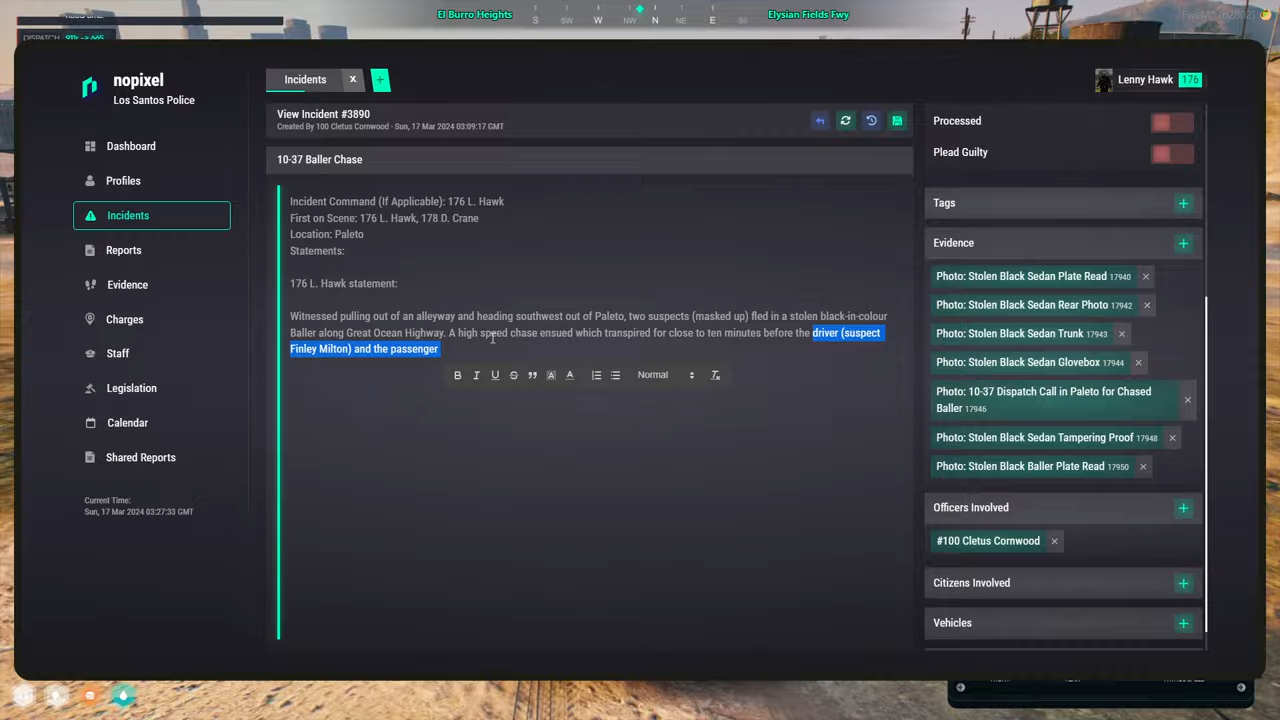 El Burro Heights
S SW W NW N NE E
Elysian Fields Fwy
nopixel
Los Santos Police
Incidents
x
+
Lenny Hawk 176
Dashboard
Profiles
Incidents
Reports
Evidence
Charges
Staff
Legislation
Calendar
Shared Reports
Current Time:
Sun, 17 Mar 2024 03:27:33 GMT
View Incident #3890
Created By 100 Cletus Cornwood - Sun, 17 Mar 2024 03:09:17 GMT
10-37 Baller Chase
Incident Command (If Applicable): 176 L. Hawk
First on Scene: 176 L. Hawk, 178 D. Crane
Location: Paleto
Statements:
176 L. Hawk statement:
Witnessed pulling out of an alleyway and heading southwest out of Paleto, two suspects (masked up) fled in a stolen black-in-colour
Baller along Great Ocean Highway. A high speed chase ensued which transpired for close to ten minutes before the driver (suspect
Finley Milton) and the passenger
B I U S A A Normal
Processed
Plead Guilty
Tags +
Evidence +
Photo: Stolen Black Sedan Plate Read 17940 ×
Photo: Stolen Black Sedan Rear Photo 17942 ×
Photo: Stolen Black Sedan Trunk 17943 ×
Photo: Stolen Black Sedan Glovebox 17944 ×
Photo: 10-37 Dispatch Call in Paleto for Chased
Baller 17946 ×
Photo: Stolen Black Sedan Tampering Proof 17948 ×
Photo: Stolen Black Baller Plate Read 17950 ×
Officers Involved +
#100 Cletus Cornwood ×
Citizens Involved +
Vehicles +